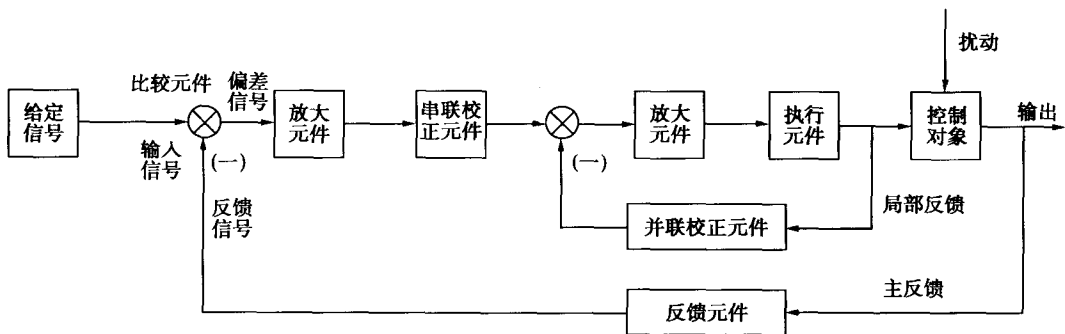 扰动
比较元件
偏差
信号
给定
信号
放大
元件
串联校
正元件
放大
元件
执行
元件
控制
对象
输出
输入
信号
(一)
(一)
反馈
信号
并联校正元件
局部反馈
主反馈
反馈元件